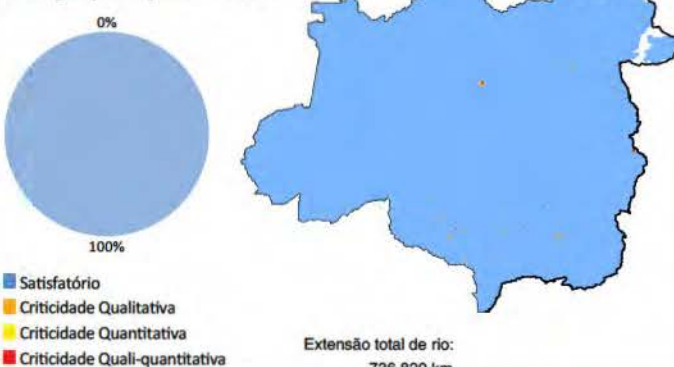 0%
100%
Satisfatório
Criticidade Qualitativa
Criticidade Quantitativa
Criticidade Quali-quantitativa
Extensão total de rio: